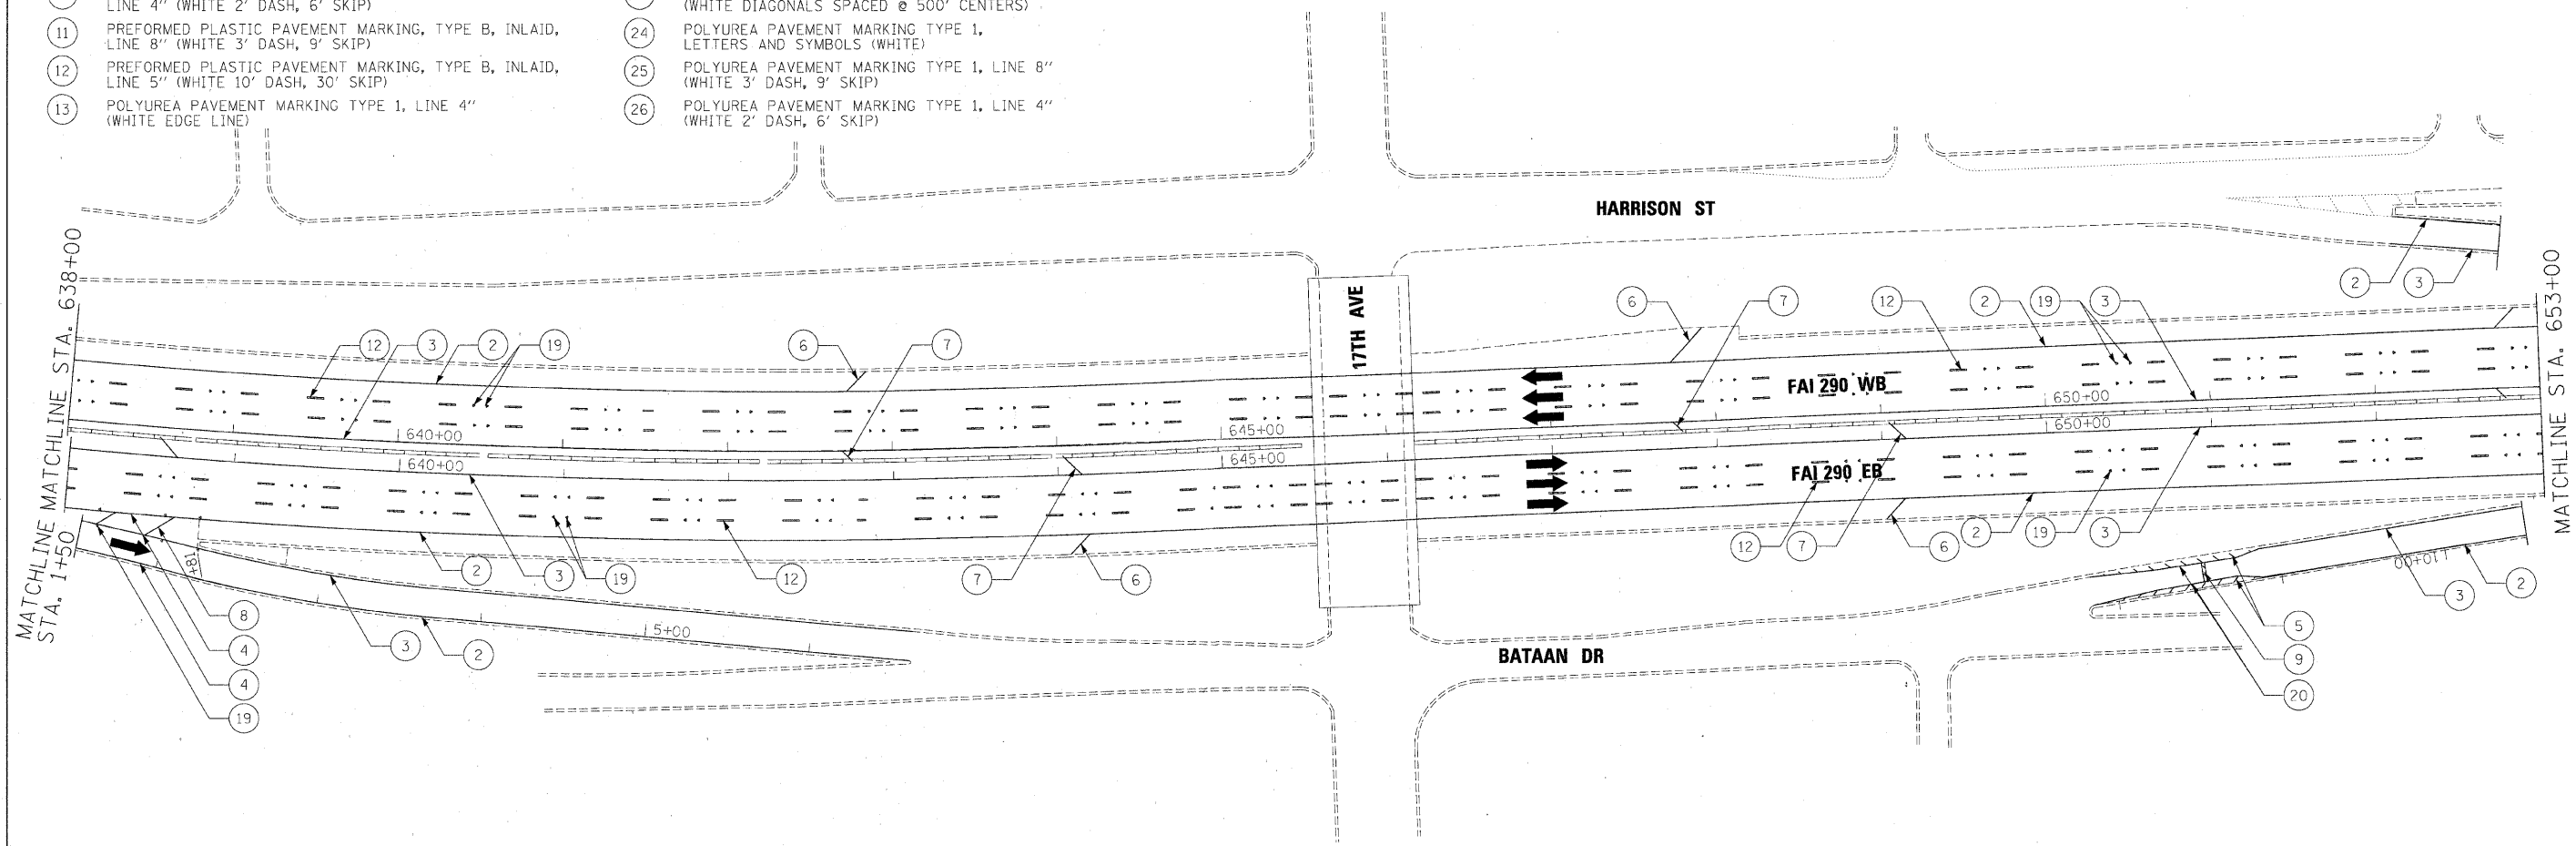 LINE 4" (WHITE 2' DASH, 6' SKIP)
11 PREFORMED PLASTIC PAVEMENT MARKING, TYPE B, INLAID,
LINE 8" (WHITE 3' DASH, 9' SKIP)
12 PREFORMED PLASTIC PAVEMENT MARKING, TYPE B, INLAID,
LINE 5" (WHITE 10' DASH, 30' SKIP)
13 POLYUREA PAVEMENT MARKING TYPE 1, LINE 4"
(WHITE EDGE LINE)
(WHITE DIAGONALS SPACED @ 500' CENTERS)
24 POLYUREA PAVEMENT MARKING TYPE 1,
LETTERS AND SYMBOLS (WHITE)
25 POLYUREA PAVEMENT MARKING TYPE 1, LINE 8"
(WHITE 3' DASH, 9' SKIP)
26 POLYUREA PAVEMENT MARKING TYPE 1, LINE 4"
(WHITE 2' DASH, 6' SKIP)
HARRISON ST
2 3
MATCHLINE STA. 638+00
MATCHLINE
STA. 1+50
17TH AVE
MATCHLINE STA. 653+00
6 7 12 2 19 3
12 3 2 19 6 7
FAI 290 WB
640+00 645+00 650+00
640+00 645+00 650+00
FAI 290 EB
12 7 6 2 19 3
2 3 19 12 7 6
+81
110+00
3 2
8
4
4
19
3 2
5+00
BATAAN DR
5
9
20